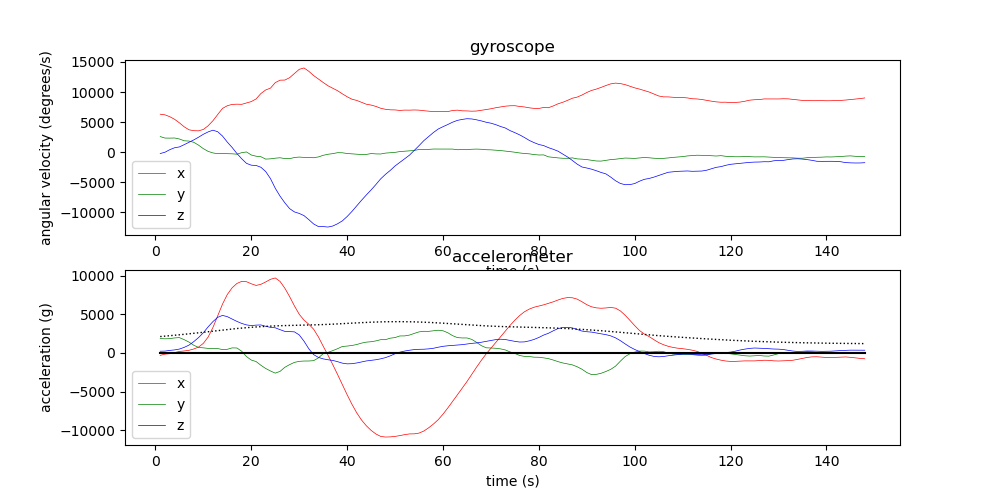 gyroscope
angular velocity (degrees/s)
15000
10000
5000
0
−5000
−10000
x
y
z
0 20 40 60 80 100 120 140
time (s)
accelerometer
acceleration (g)
10000
5000
0
−5000
−10000
x
y
z
0 20 40 60 80 100 120 140
time (s)